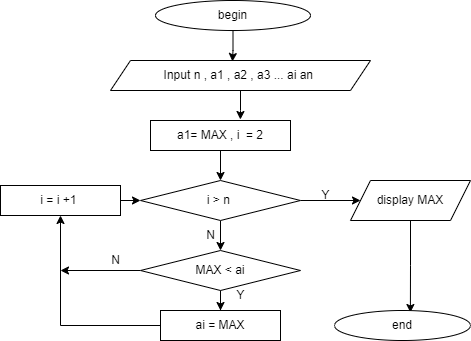 begin
Input n , a1 , a2 , a3 ... ai an
a1= MAX , i  = 2
i = i +1
i > n
Y
display MAX
N
N
MAX < ai
Y
ai = MAX
end